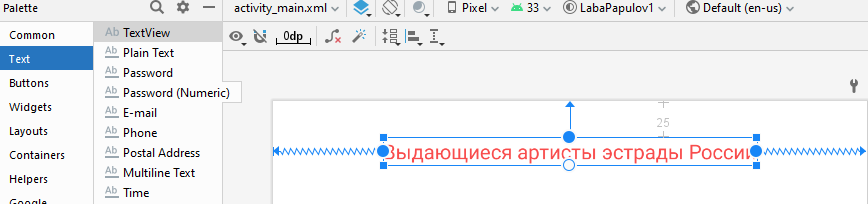 Palette
activity_main.xml
Pixel
33
LabaPapulov1
Default (en-us)
Common
Text
Buttons
Widgets
Layouts
Containers
Helpers
Google
Ab TextView
Ab Plain Text
Ab Password
Ab Password (Numeric)
Ab E-mail
Ab Phone
Ab Postal Address
Ab Multiline Text
Ab Time
0dp
25
Выдающиеся артисты эстрады России